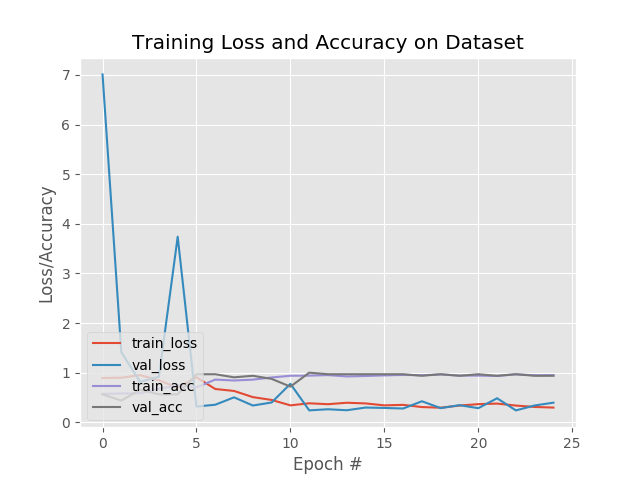 Training Loss and Accuracy on Dataset
Loss/Accuracy
7
6
5
4
3
2
1
0
train_loss
val_loss
train_acc
val_acc
0 5 10 15 20 25
Epoch #